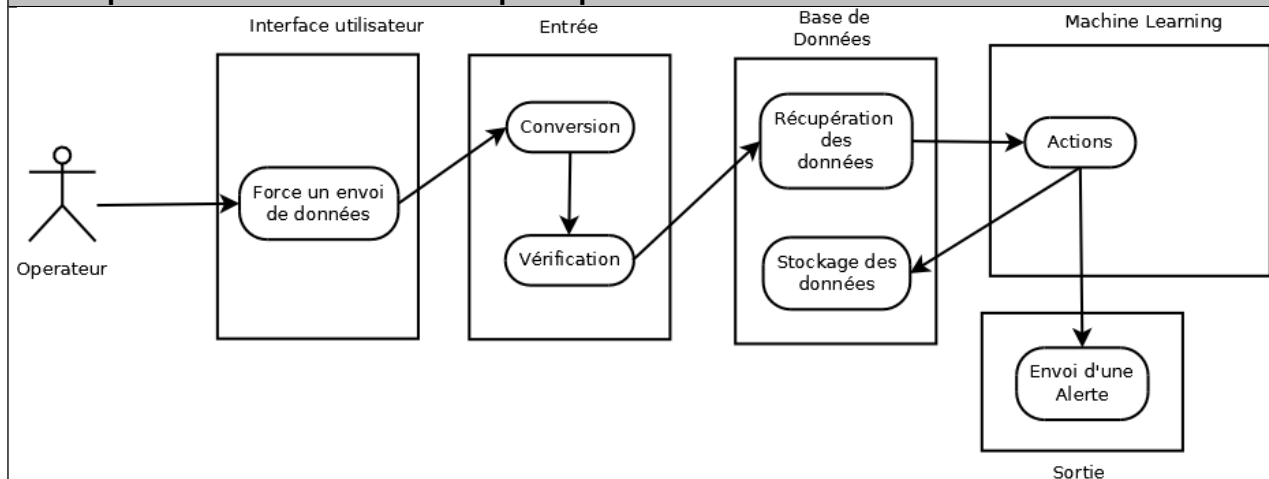 Interface utilisateur
Entrée
Base de
Données
Machine Learning
Operateur
Force un envoi
de données
Conversion
Vérification
Récupération
des
données
Stockage des
données
Actions
Envoi d'une
Alerte
Sortie